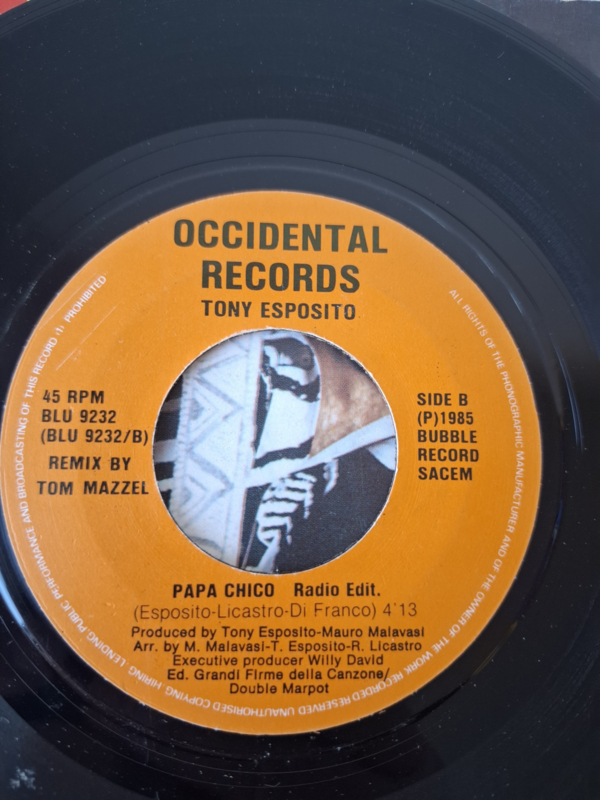 OCCIDENTAL
RECORDS
TONY ESPOSITO
45 RPM
BLU 9232
(BLU 9232/B)
REMIX BY
TOM MAZZEL
SIDE B
(P)1985
BUBBLE
RECORD
SACEM
PAPA CHICO Radio Edit.
(Esposito-Licastro-Di Franco) 4'13
Produced by Tony Esposito-Mauro Malavasi
Arr. by M. Malavasi-T. Esposito-R. Licastro
Executive producer Willy David
Ed. Grandi Firme della Canzone/
Double Marpot
ALL RIGHTS OF THE PHONOGRAPHIC MANUFACTURER AND OF THE OWNER OF THE WORK RECORDED RESERVED UNAUTHORISED COPYING HIRING, LENDING PUBLIC PERFORMANCE AND BROADCASTING OF THIS RECORD (1) PROHIBITED